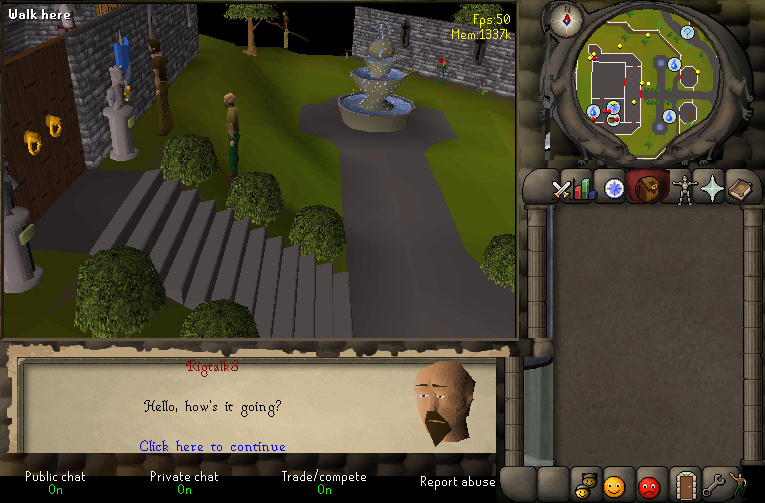 Walk here
Fps:50
Mem:1337k
Rigtalk3
Hello, how's it going?
Click here to continue
Public chat
On
Private chat
On
Trade/compete
On
Report abuse